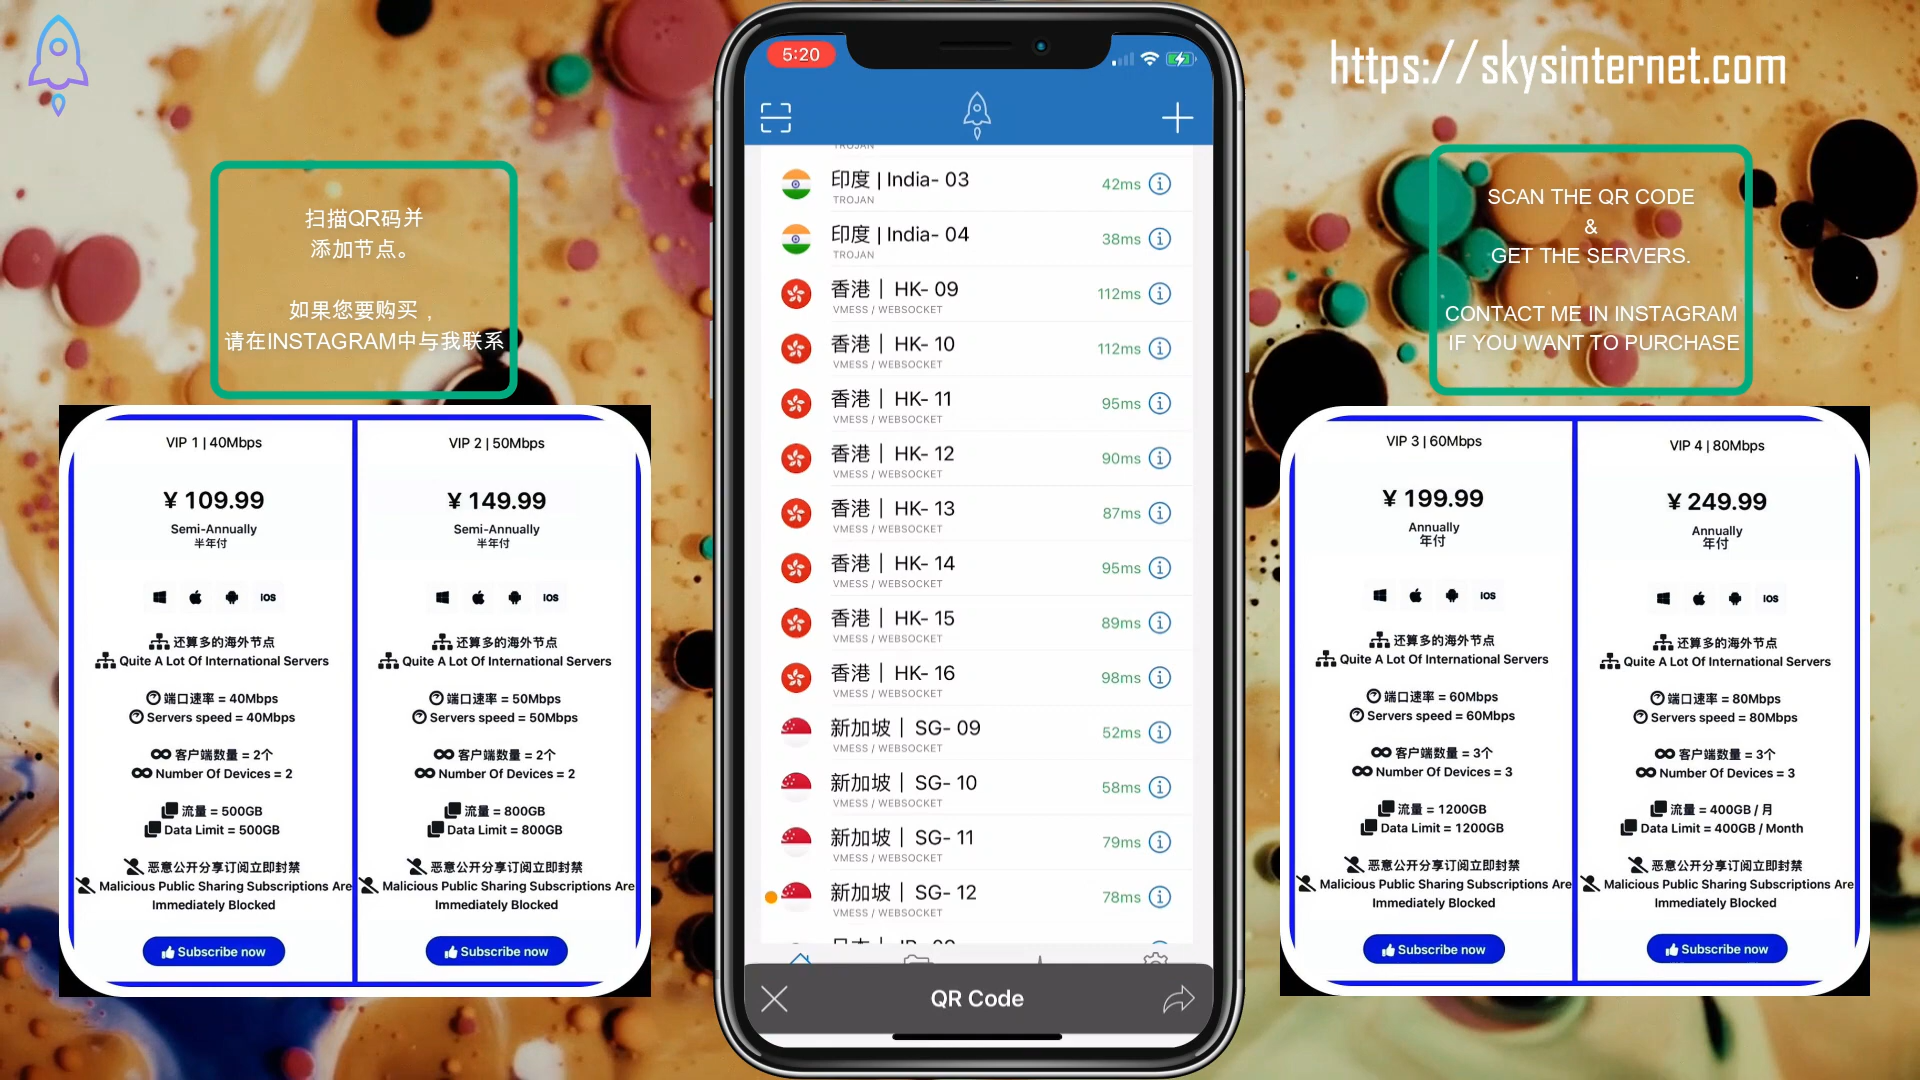 https://skysinternet.com
扫描QR码并
添加节点。
如果您要购买，
请在INSTAGRAM中与我联系
SCAN THE QR CODE
&
GET THE SERVERS.
CONTACT ME IN INSTAGRAM
IF YOU WANT TO PURCHASE
VIP 1 | 40Mbps
¥ 109.99
Semi-Annually
半年付
iOS
还算多的海外节点
Quite A Lot Of International Servers
端口速率 = 40Mbps
Servers speed = 40Mbps
客户端数量 = 2个
Number Of Devices = 2
流量 = 500GB
Data Limit = 500GB
恶意公开分享订阅立即封禁
Malicious Public Sharing Subscriptions Are
Immediately Blocked
Subscribe now
VIP 2 | 50Mbps
¥ 149.99
Semi-Annually
半年付
iOS
还算多的海外节点
Quite A Lot Of International Servers
端口速率 = 50Mbps
Servers speed = 50Mbps
客户端数量 = 2个
Number Of Devices = 2
流量 = 800GB
Data Limit = 800GB
恶意公开分享订阅立即封禁
Malicious Public Sharing Subscriptions Are
Immediately Blocked
Subscribe now
5:20
TROJAN
印度 | India- 03
42ms
TROJAN
印度 | India- 04
38ms
TROJAN
香港｜ HK- 09
112ms
VMESS / WEBSOCKET
香港｜ HK- 10
112ms
VMESS / WEBSOCKET
香港｜ HK- 11
95ms
VMESS / WEBSOCKET
香港｜ HK- 12
90ms
VMESS / WEBSOCKET
香港｜ HK- 13
87ms
VMESS / WEBSOCKET
香港｜ HK- 14
95ms
VMESS / WEBSOCKET
香港｜ HK- 15
89ms
VMESS / WEBSOCKET
香港｜ HK- 16
98ms
VMESS / WEBSOCKET
新加坡｜ SG- 09
52ms
VMESS / WEBSOCKET
新加坡｜ SG- 10
58ms
VMESS / WEBSOCKET
新加坡｜ SG- 11
79ms
VMESS / WEBSOCKET
新加坡｜ SG- 12
78ms
VMESS / WEBSOCKET
QR Code
VIP 3 | 60Mbps
¥ 199.99
Annually
年付
iOS
还算多的海外节点
Quite A Lot Of International Servers
端口速率 = 60Mbps
Servers speed = 60Mbps
客户端数量 = 3个
Number Of Devices = 3
流量 = 1200GB
Data Limit = 1200GB
恶意公开分享订阅立即封禁
Malicious Public Sharing Subscriptions Are
Immediately Blocked
Subscribe now
VIP 4 | 80Mbps
¥ 249.99
Annually
年付
iOS
还算多的海外节点
Quite A Lot Of International Servers
端口速率 = 80Mbps
Servers speed = 80Mbps
客户端数量 = 3个
Number Of Devices = 3
流量 = 400GB / 月
Data Limit = 400GB / Month
恶意公开分享订阅立即封禁
Malicious Public Sharing Subscriptions Are
Immediately Blocked
Subscribe now